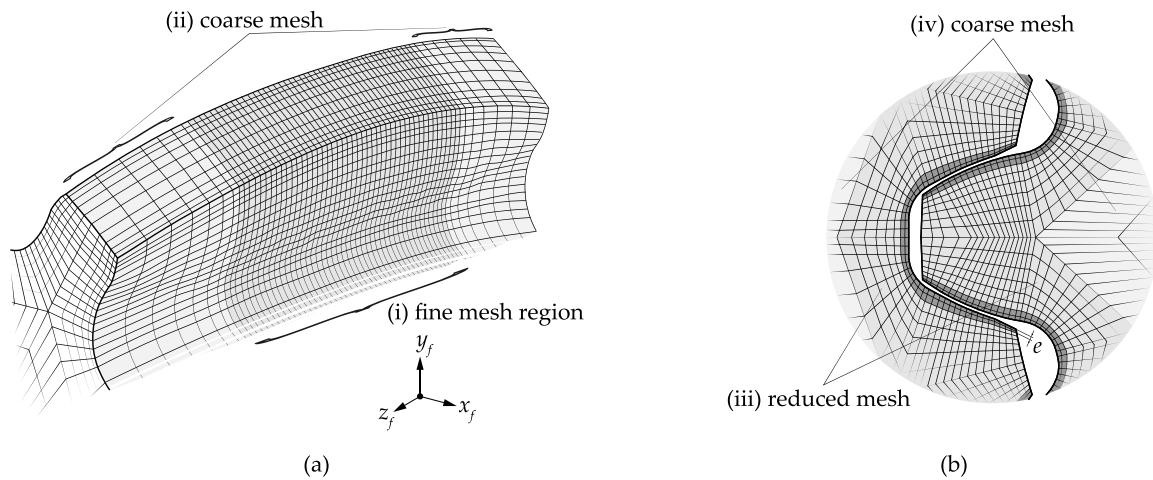 (ii) coarse mesh
(i) fine mesh region
y_f
z_f
x_f
(a)
(iv) coarse mesh
e
(iii) reduced mesh
(b)